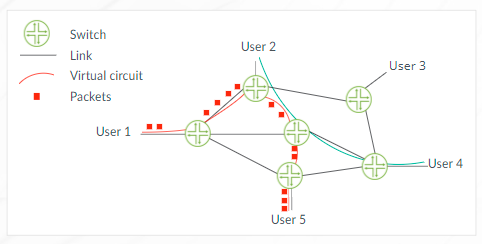 Switch
Link
Virtual circuit
Packets
User 2
User 3
User 1
User 4
User 5